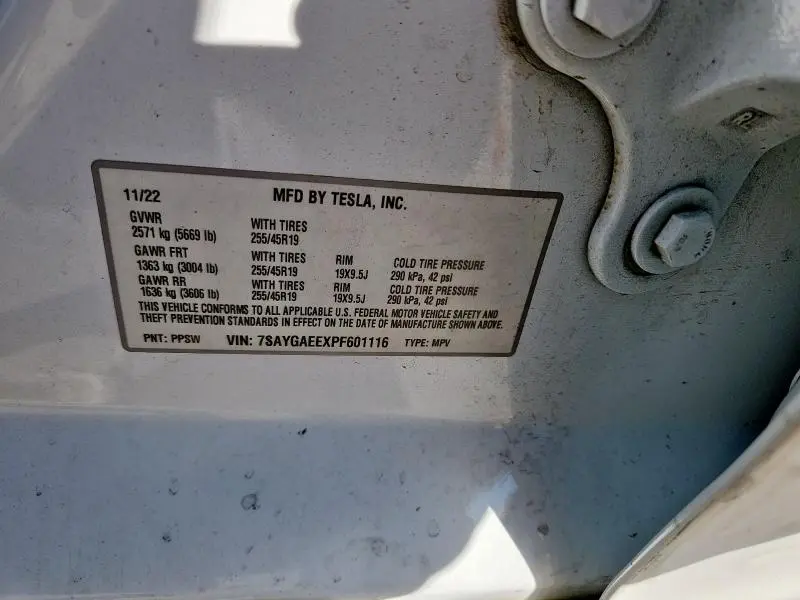 11/22 MFD BY TESLA, INC.
GVWR
2571 kg (5669 lb) WITH TIRES 255/45R19
GAWR FRT WITH TIRES RIM COLD TIRE PRESSURE
1363 kg (3004 lb) 255/45R19 19X9.5J 290 kPa, 42 psi
GAWR RR WITH TIRES RIM COLD TIRE PRESSURE
1636 kg (3606 lb) 255/45R19 19X9.5J 290 kPa, 42 psi
THIS VEHICLE CONFORMS TO ALL APPLICABLE U.S. FEDERAL MOTOR VEHICLE SAFETY AND
THEFT PREVENTION STANDARDS IN EFFECT ON THE DATE OF MANUFACTURE SHOWN ABOVE.
PNT: PPSW VIN: 7SAYGAEEXPF601116 TYPE: MPV